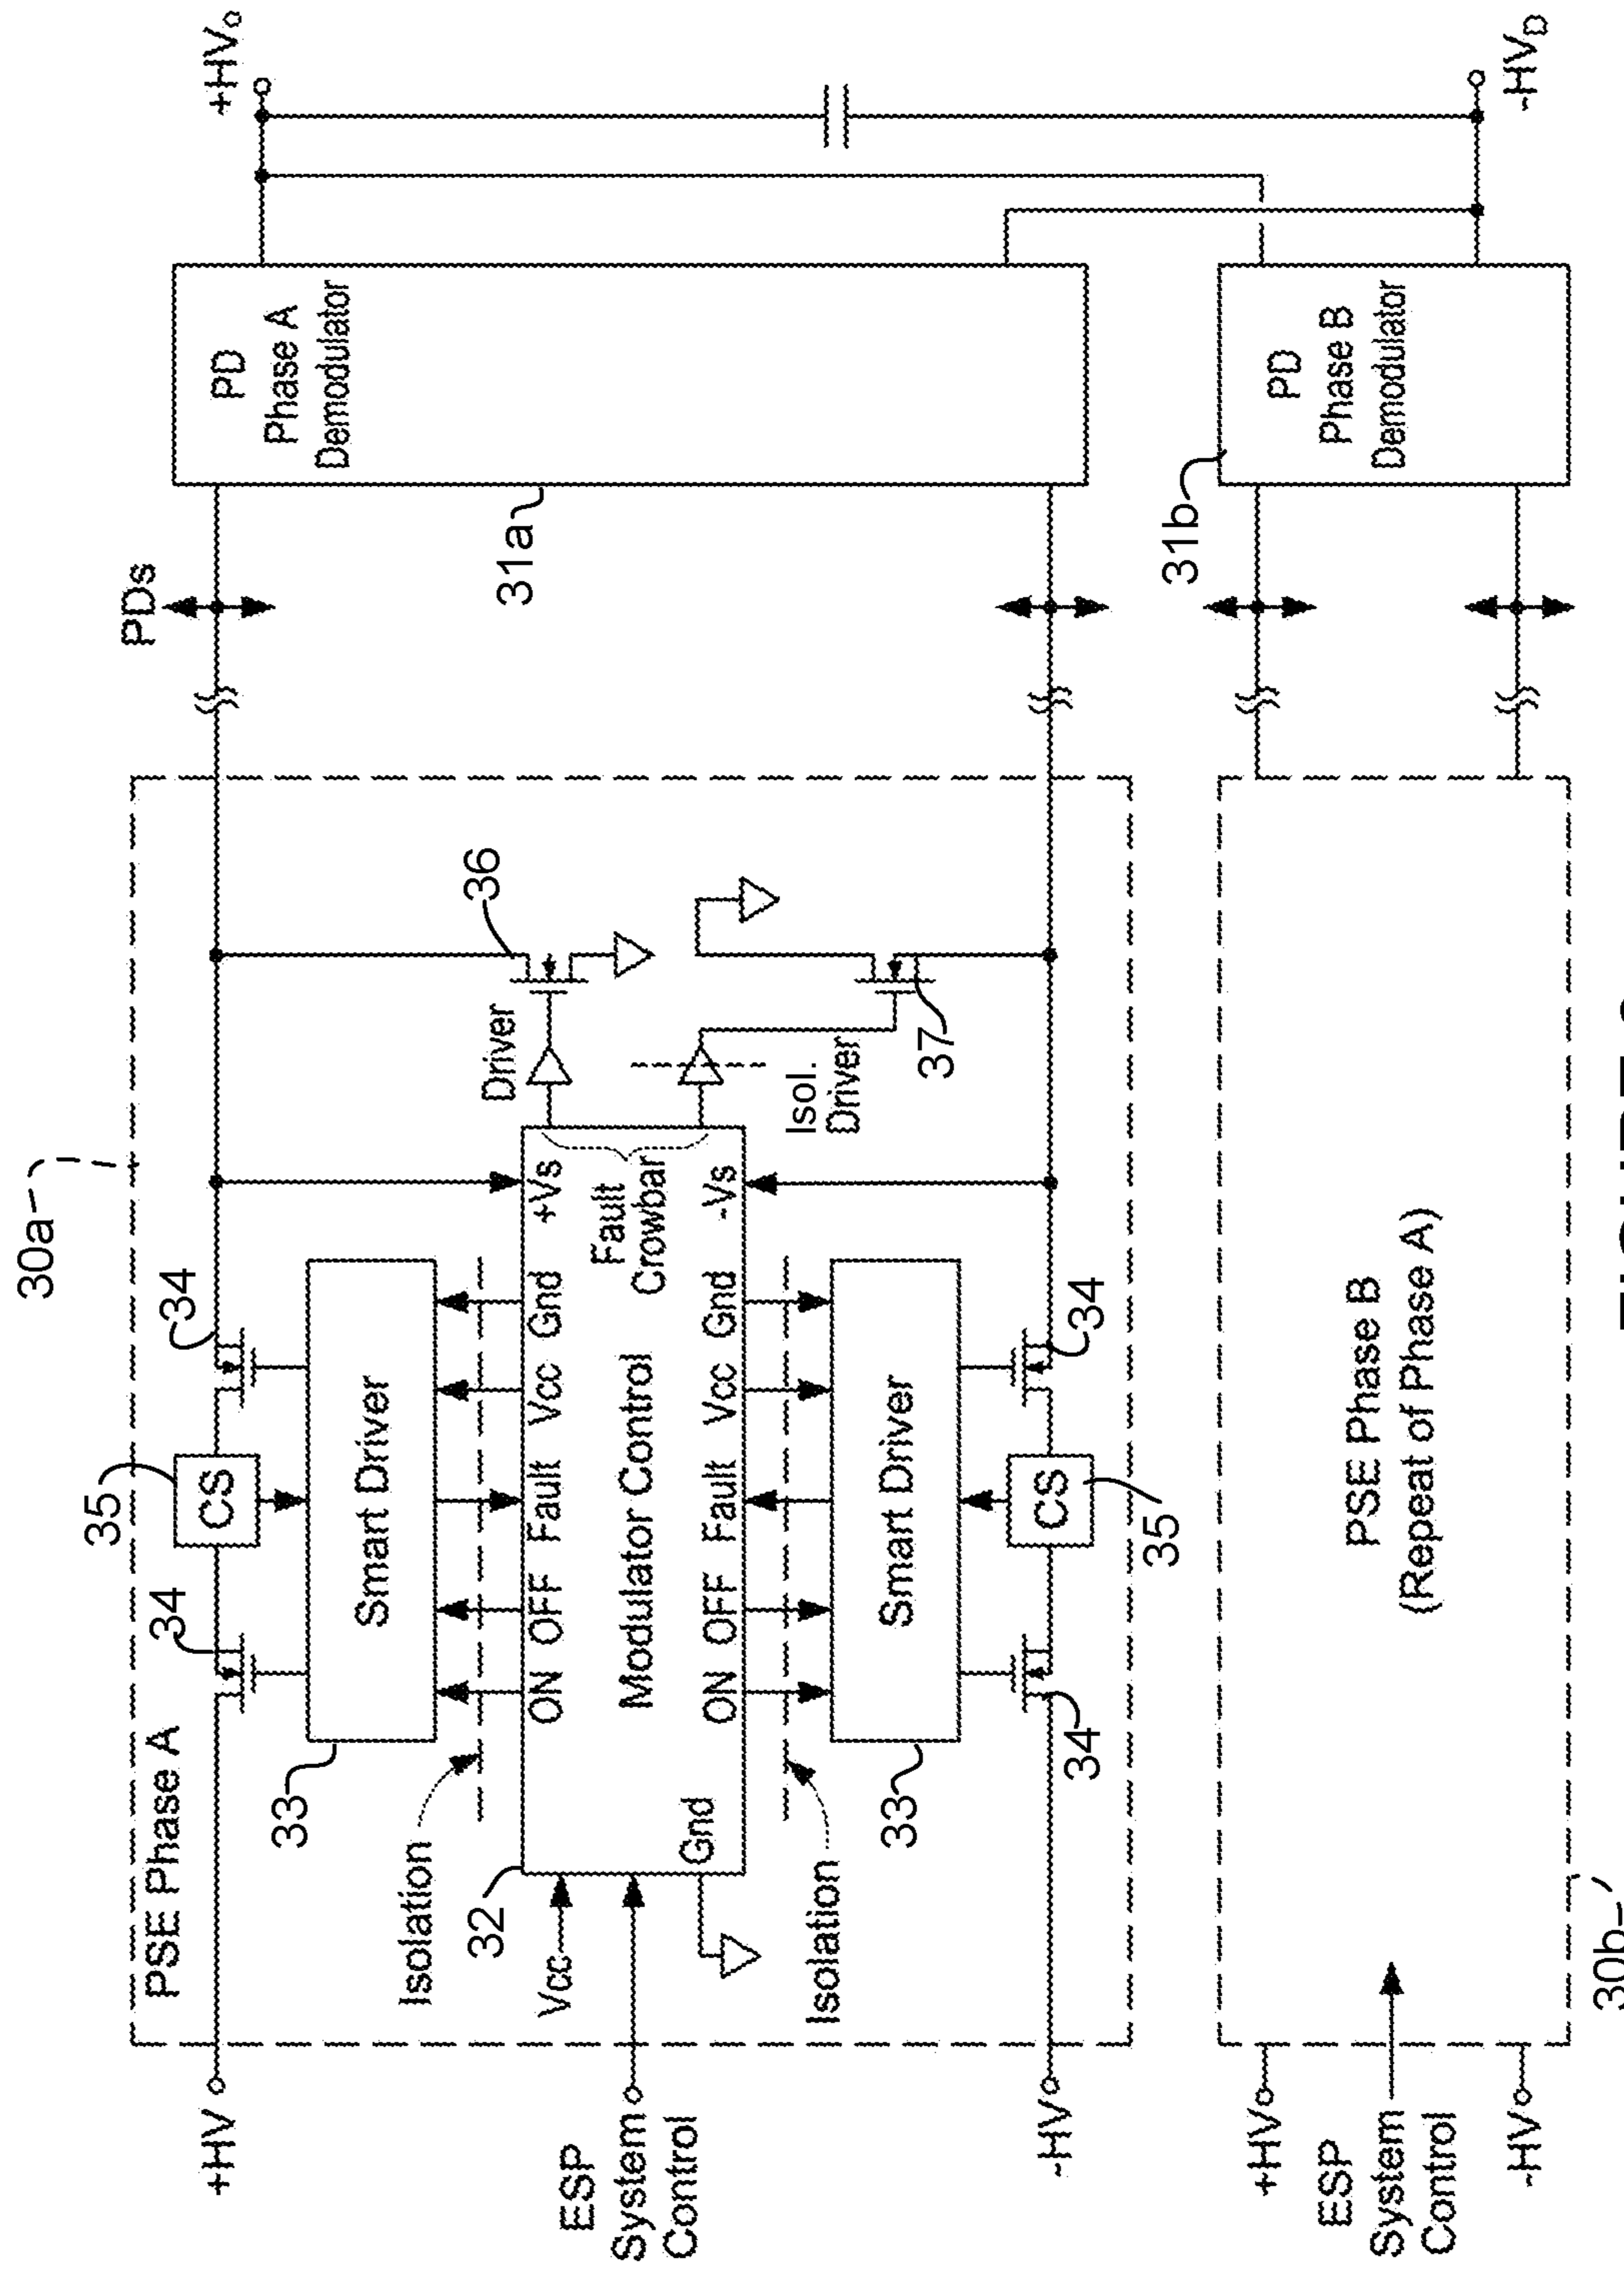 30a
PSE Phase A
+HV
34
35
CS
34
33
Smart Driver
Isolation
32
Vcc
ESP
System
Control
Gnd
ON OFF Fault Vcc Gnd +Vs
Modulator Control
Fault
Crowbar
ON OFF Fault Vcc Gnd -Vs
Driver
36
Isol.
Driver
37
Isolation
33
Smart Driver
34
CS
35
34
-HV
PDs
31a
PD
Phase A
Demodulator
+HVo
+HV
ESP
System
Control
-HV
PSE Phase B
(Repeat of Phase A)
30b
31b
PD
Phase B
Demodulator
-HVD